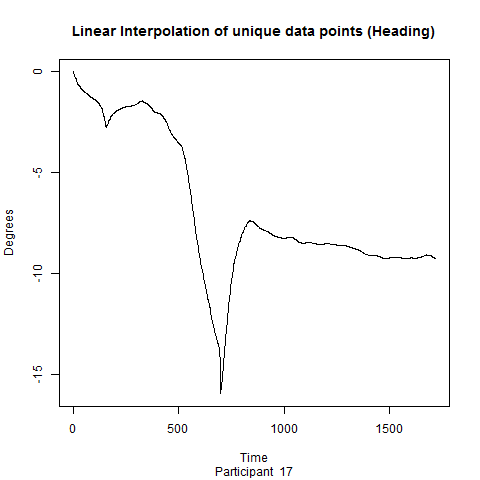 Linear Interpolation of unique data points (Heading)
0
-5
-10
-15
Degrees
0
500
1000
1500
Time
Participant 17